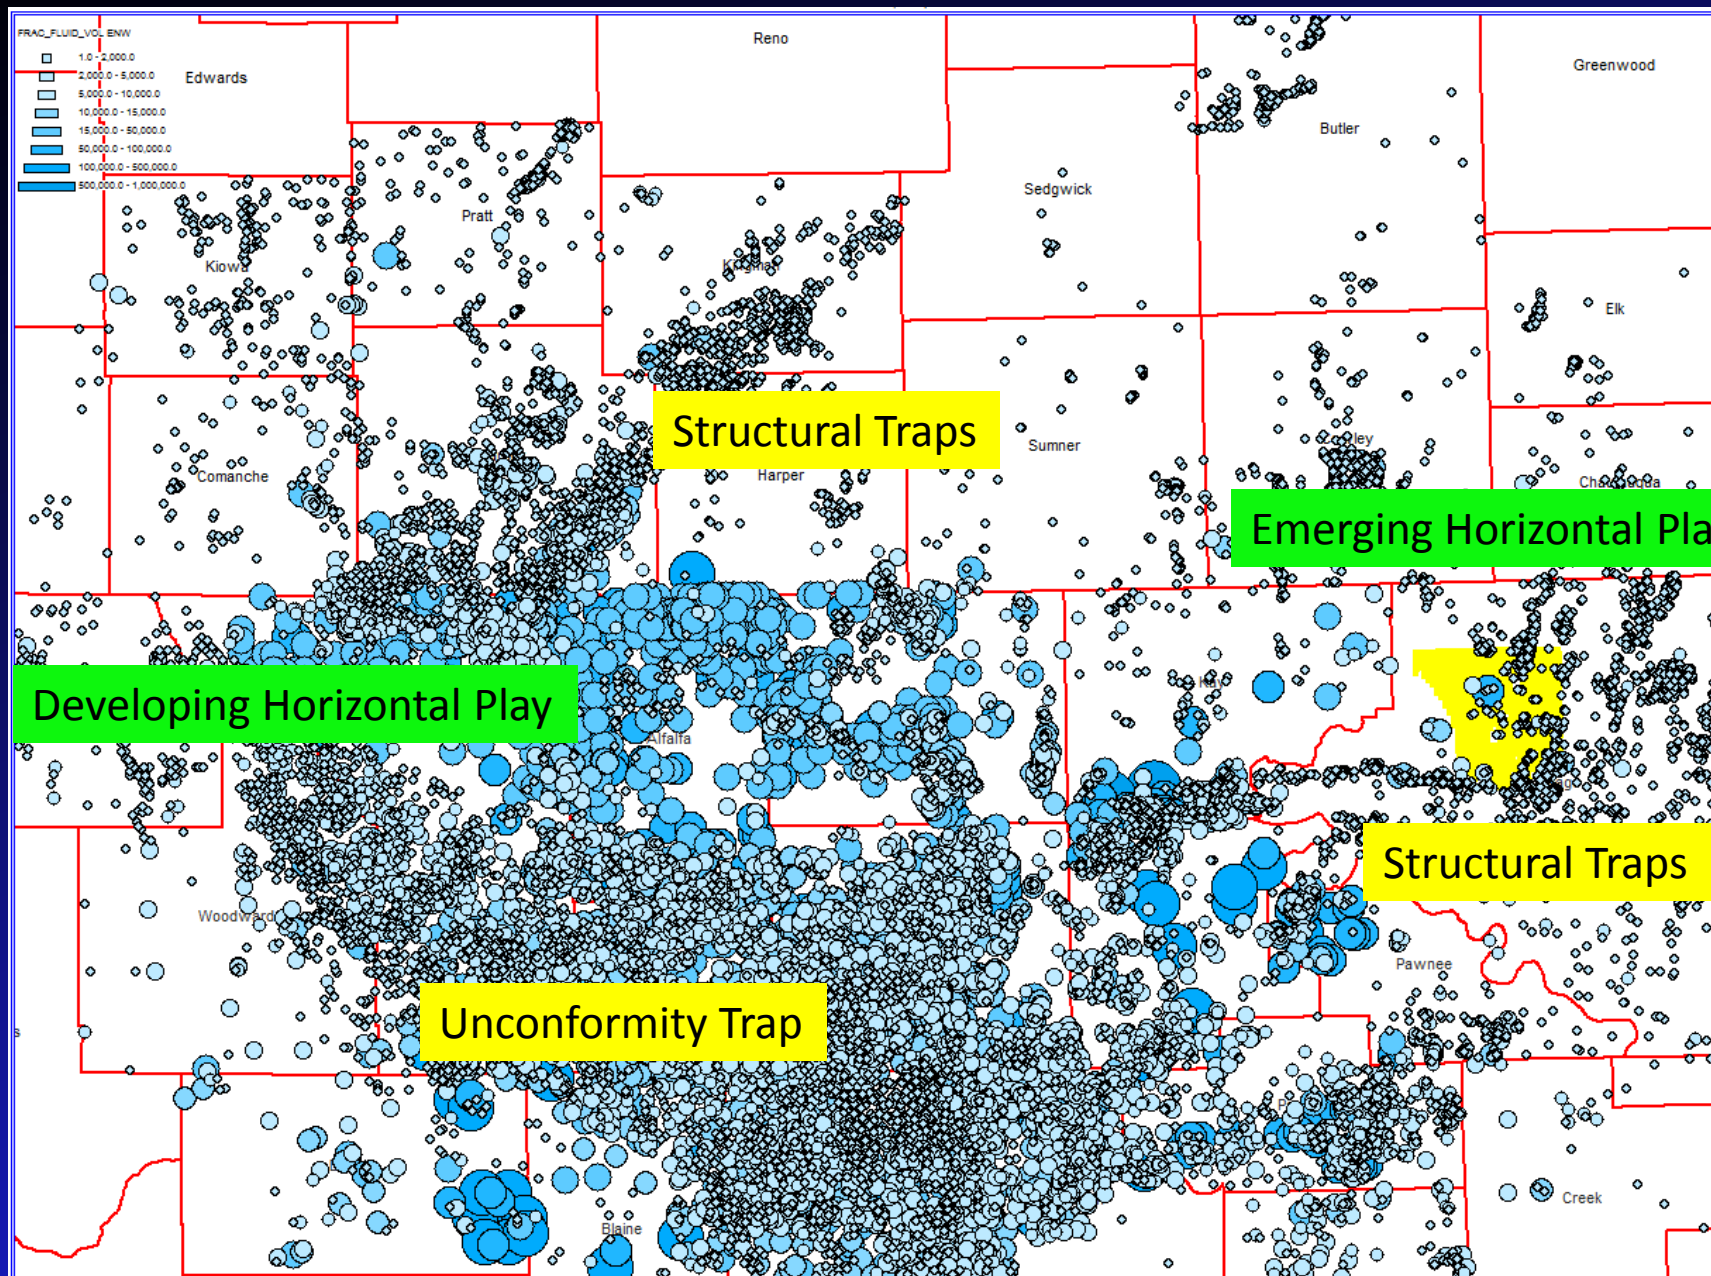 FRAC_FLUID_VOL ENW
1.0 - 2,000.0
2,000.0 - 5,000.0
5,000.0 - 10,000.0
10,000.0 - 15,000.0
15,000.0 - 50,000.0
50,000.0 - 100,000.0
100,000.0 - 500,000.0
500,000.0 - 1,000,000.0
Reno
Edwards
Greenwood
Butler
Sedgwick
Pratt
Kiowa
Kingman
Elk
Structural Traps
Sumner
Comanche
Harper
Emerging Horizontal Pla
Developing Horizontal Play
Kay
Alfalfa
Structural Traps
Woodward
Pawnee
Unconformity Trap
Creek
Blaine